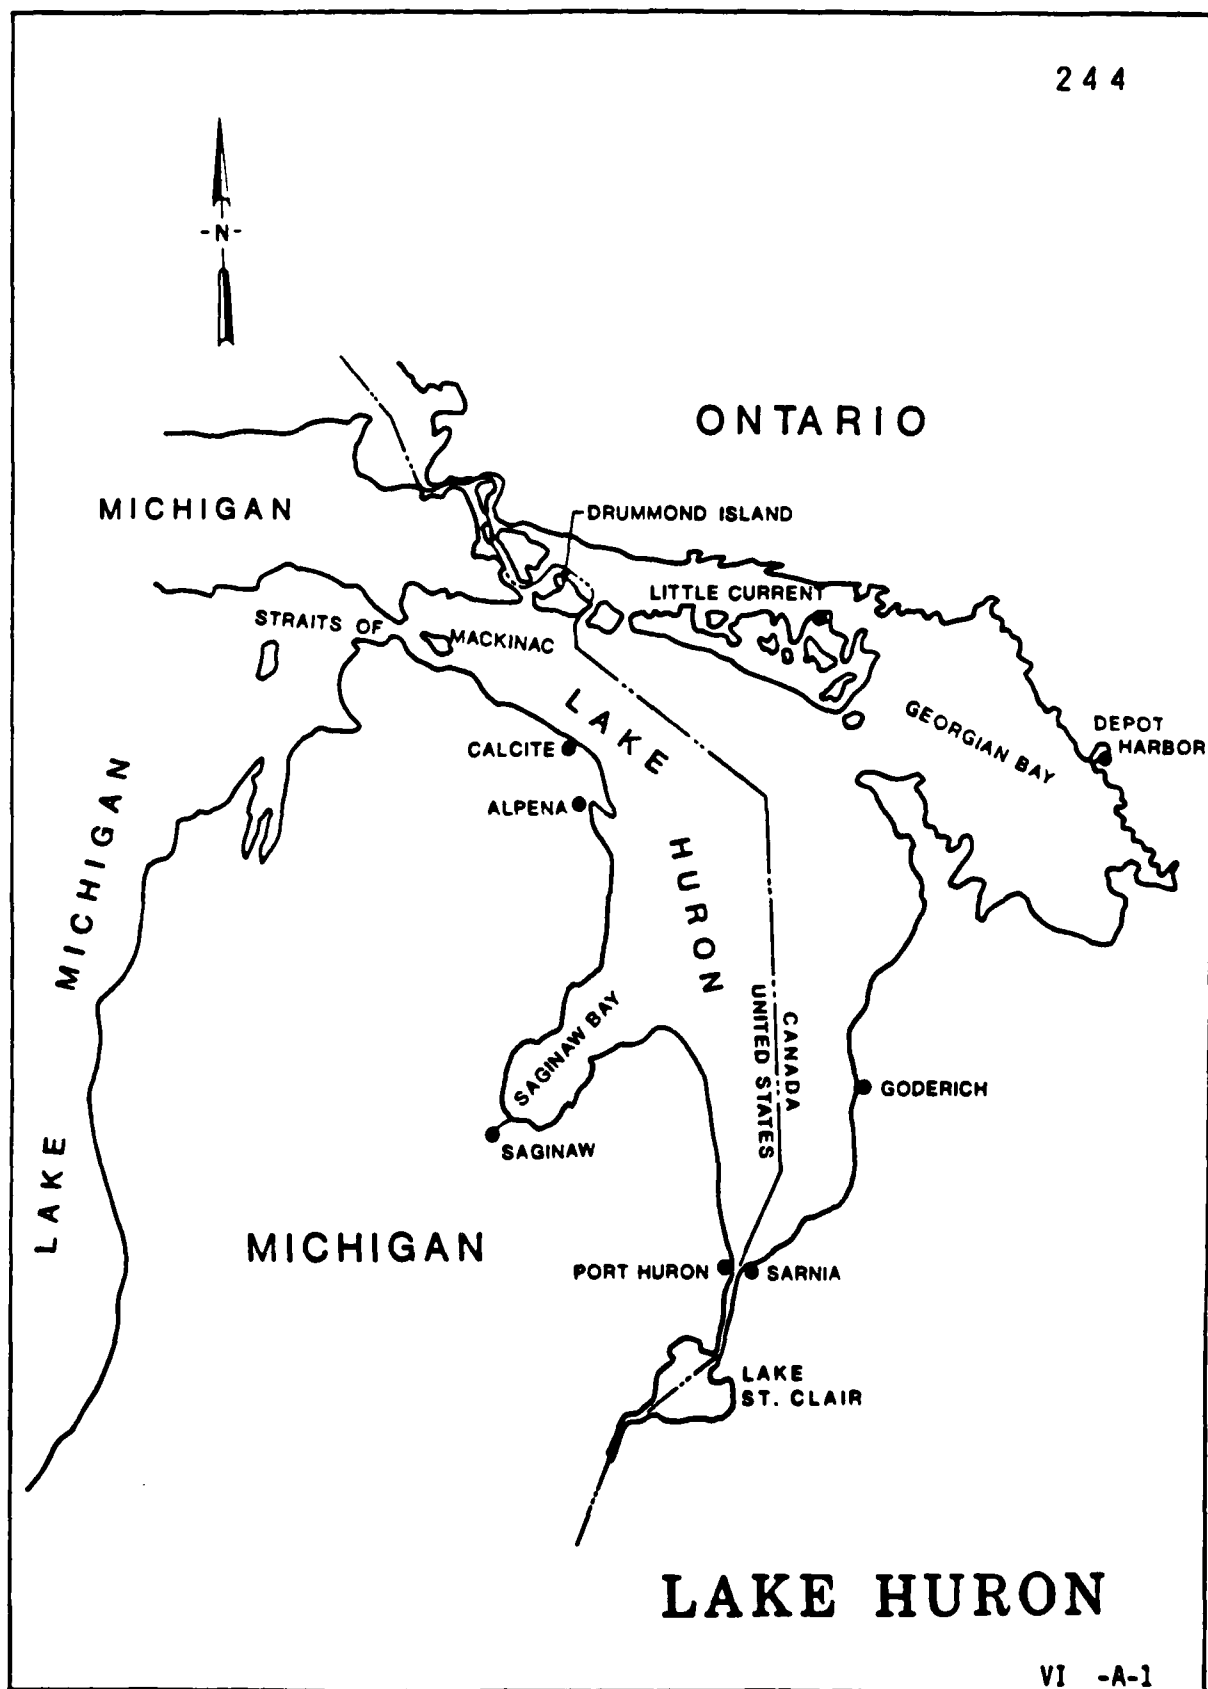 244
-N-
ONTARIO
MICHIGAN
DRUMMOND ISLAND
LITTLE CURRENT
STRAITS OF MACKINAC
LAKE HURON
GEORGIAN BAY
DEPOT
HARBOR
CALCITE
ALPENA
LAKE MICHIGAN
SAGINAW BAY
CANADA
UNITED STATES
GODERICH
SAGINAW
MICHIGAN
PORT HURON
SARNIA
LAKE
ST. CLAIR
LAKE HURON
VI -A-1